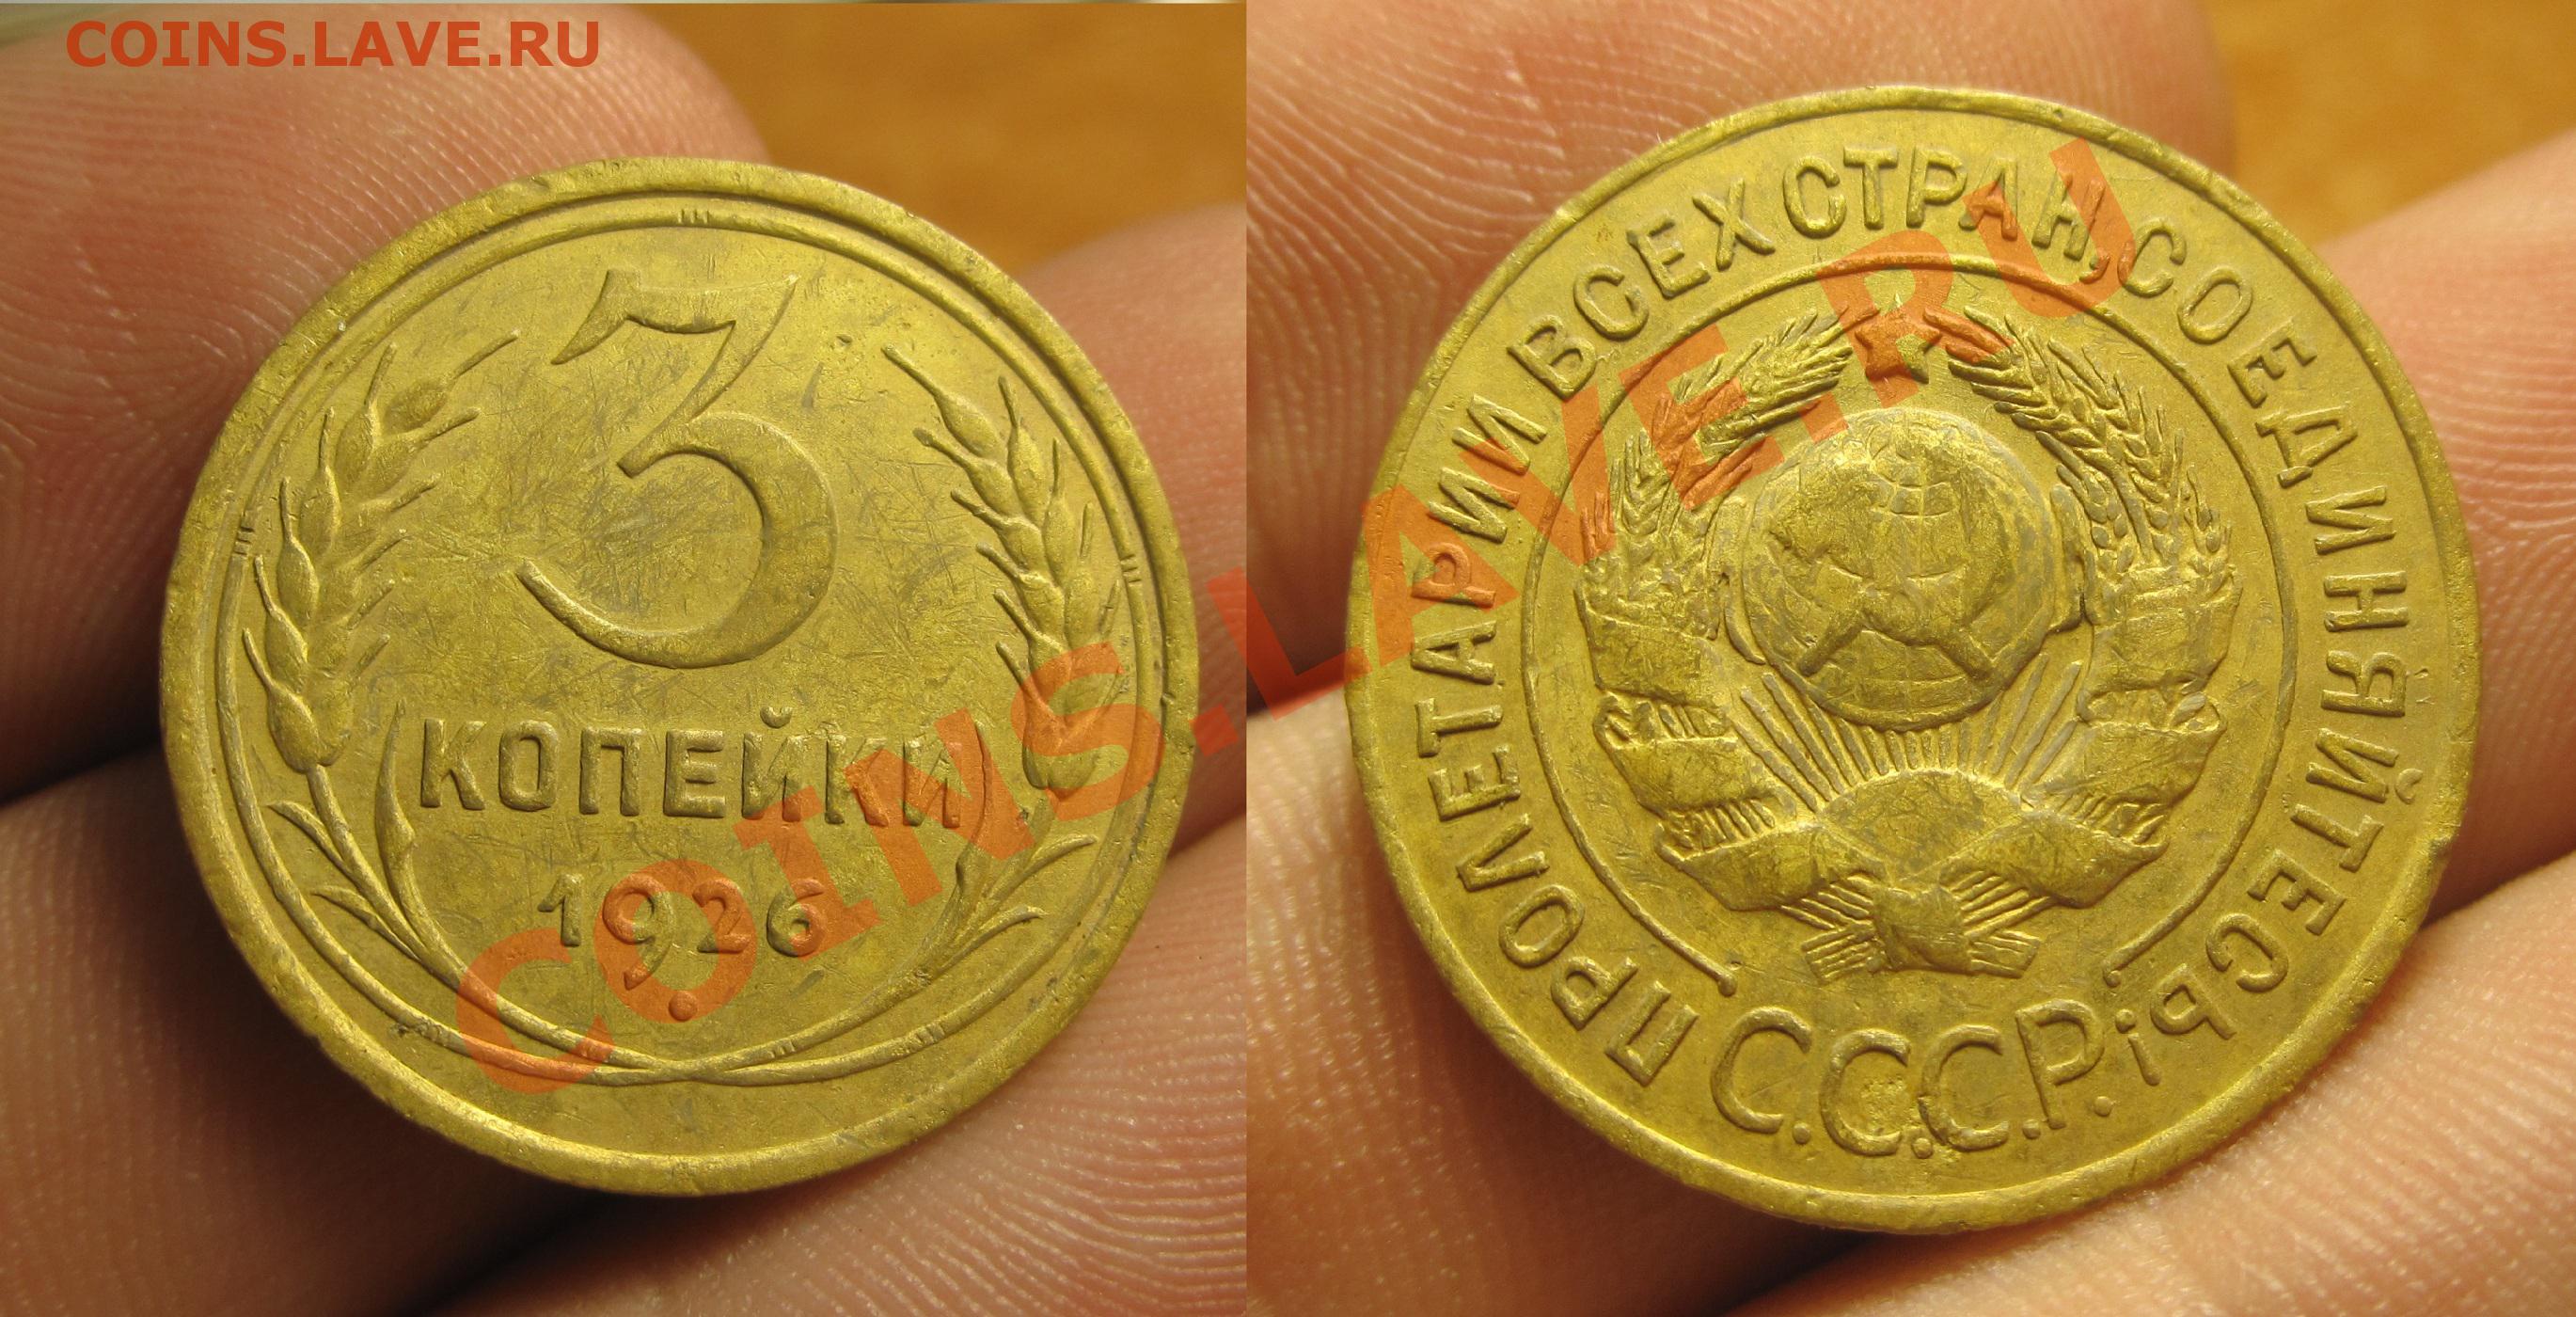 COINS.LAVE.RU
3
КОПЕЙКИ
1926
г.
ПРОЛЕТАРИИ ВСЕХ СТРАН, СОЕДИНЯЙТЕСЬ!
С.С.С.Р.
COINS.LAVE.RU